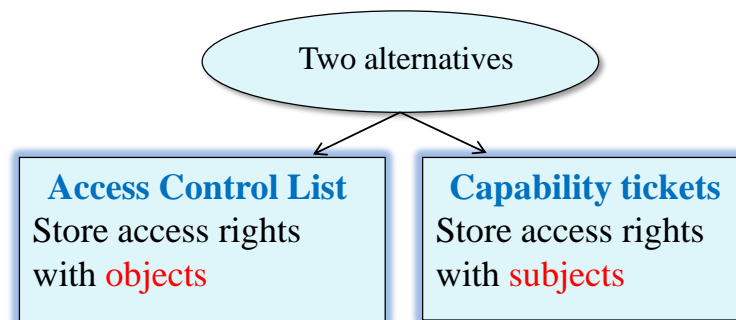 Two alternatives
Access Control List
Store access rights
with objects
Capability tickets
Store access rights
with subjects